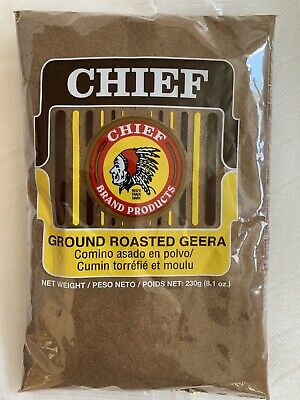 CHIEF
CHIEF
BRAND PRODUCTS
GROUND ROASTED GEERA
Comino asado en polvo/
Cumin torréfié et moulu
NET WEIGHT / PESO NETO / POIDS NET: 230g (8.1 oz.)